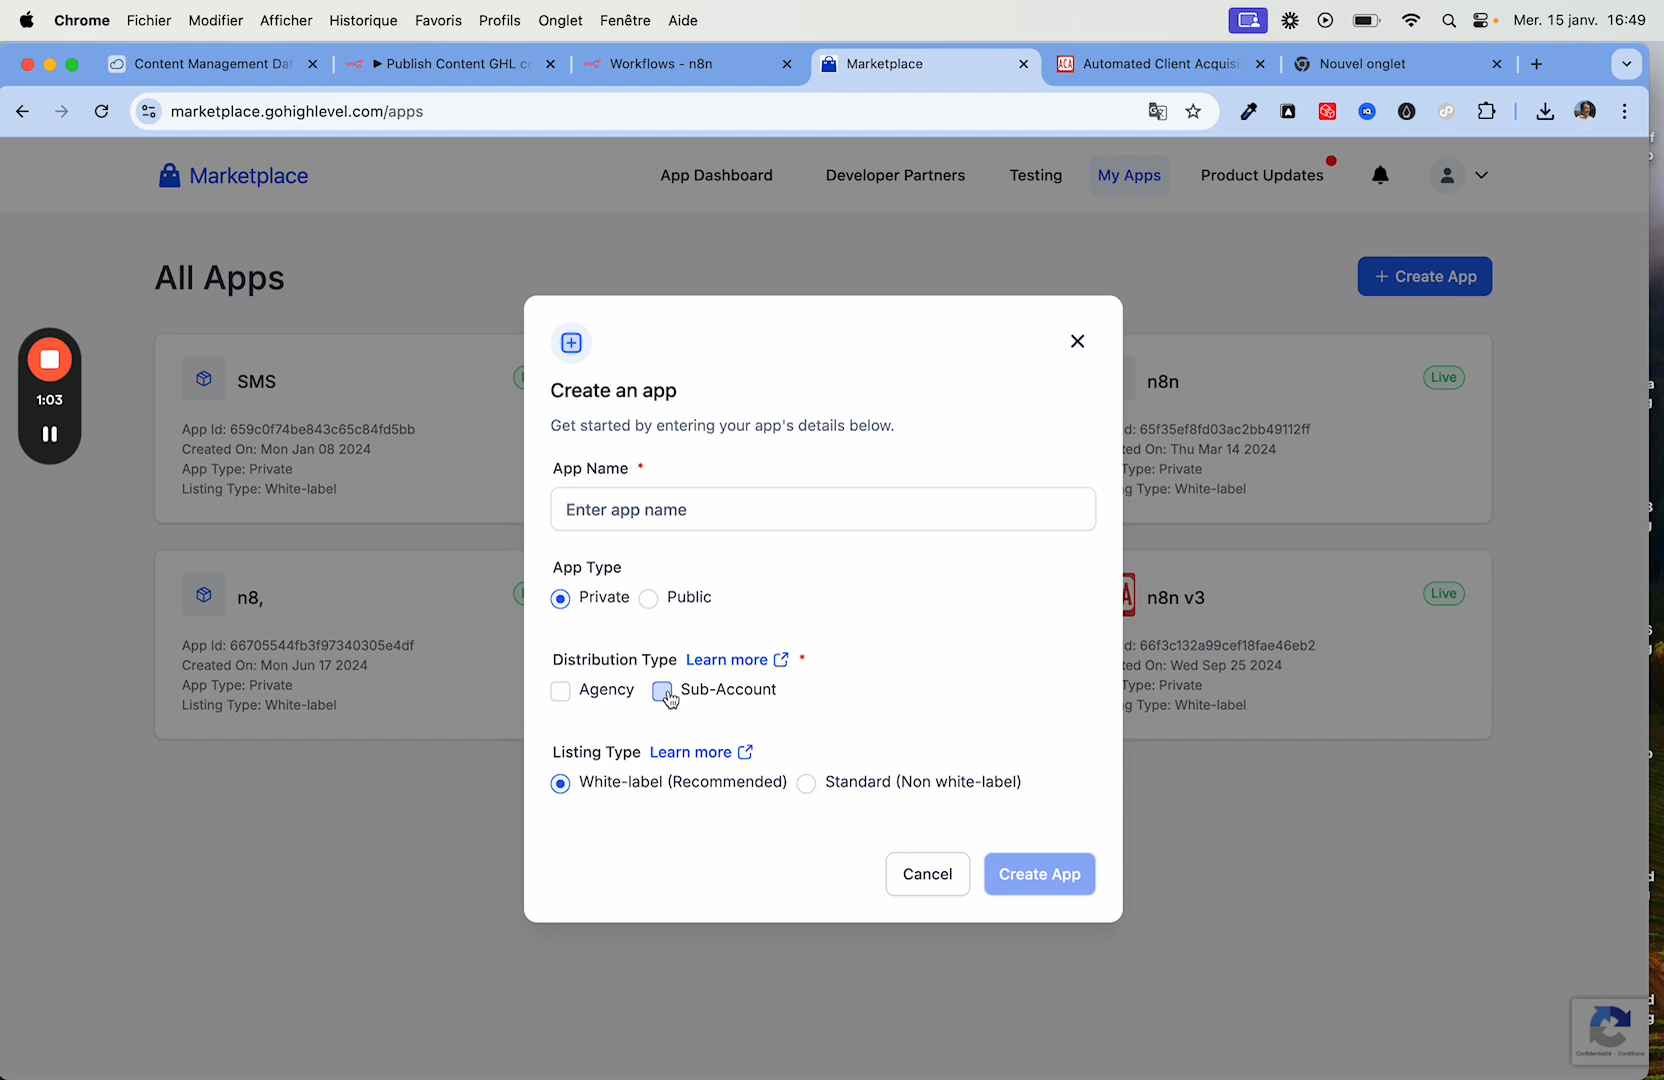 Chrome Fichier Modifier Afficher Historique Favoris Profils Onglet Fenêtre Aide Mer. 15 janv. 16:49
Content Management Dat
▶ Publish Content GHL co
Workflows - n8n
Marketplace
Automated Client Acquisi
Nouvel onglet
marketplace.gohighlevel.com/apps
Marketplace
App Dashboard
Developer Partners
Testing
My Apps
Product Updates
All Apps
+ Create App
1:03
SMS
App Id: 659c0f74be843c65c84fd5bb
Created On: Mon Jan 08 2024
App Type: Private
Listing Type: White-label
n8n
Live
d: 65f35ef8fd03ac2bb49112ff
ted On: Thu Mar 14 2024
Type: Private
g Type: White-label
n8,
App Id: 66705544fb3f97340305e4df
Created On: Mon Jun 17 2024
App Type: Private
Listing Type: White-label
n8n v3
Live
d: 66f3c132a99cef18fae46eb2
ted On: Wed Sep 25 2024
Type: Private
g Type: White-label
Create an app
Get started by entering your app's details below.
App Name *
Enter app name
App Type
Private
Public
Distribution Type Learn more *
Agency
Sub-Account
Listing Type Learn more
White-label (Recommended)
Standard (Non white-label)
Cancel
Create App
Confidentialité - Conditions